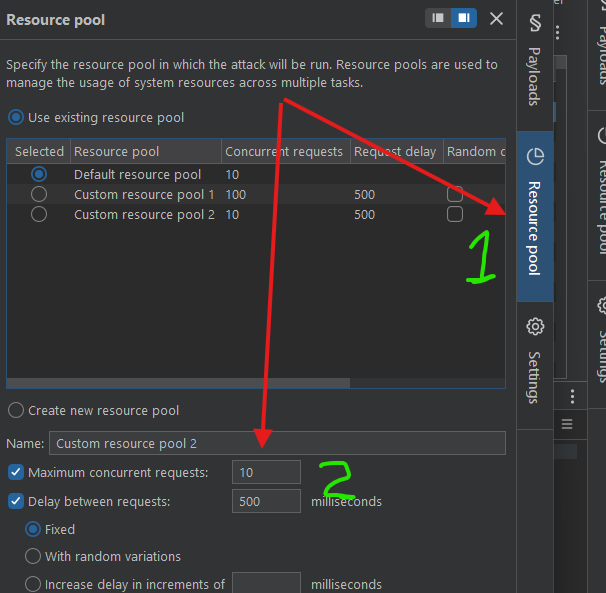 Resource pool
Specify the resource pool in which the attack will be run. Resource pools are used to
manage the usage of system resources across multiple tasks.
Use existing resource pool
Selected Resource pool Concurrent requests Request delay Random d
Default resource pool 10
Custom resource pool 1 100 500
Custom resource pool 2 10 500
Create new resource pool
Name: Custom resource pool 2
Maximum concurrent requests: 10
Delay between requests: 500 milliseconds
Fixed
With random variations
Increase delay in increments of milliseconds
1
2
§
Payloads
Resource pool
Settings
Payloads
Resource pool
Settings